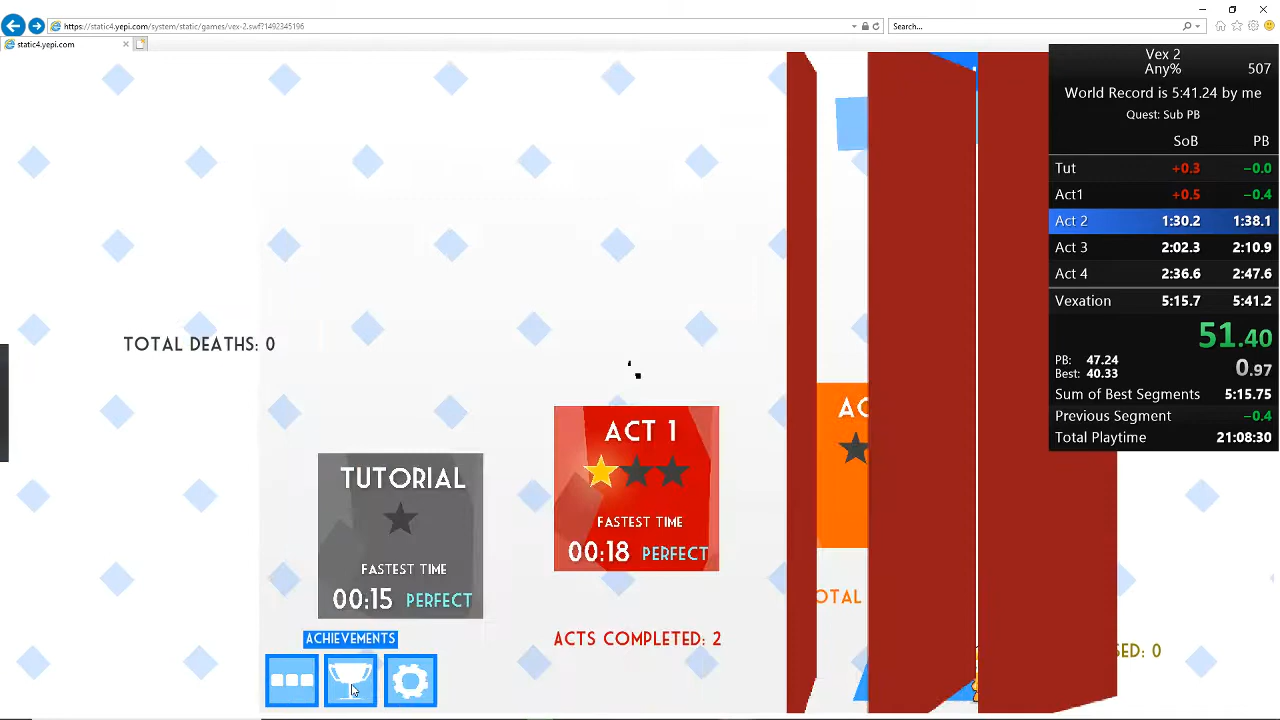 https://static4.yepi.com/system/static/games/vex-2.swf?1492345196
Search...
static4.yepi.com
Vex 2
Any% 507
World Record is 5:41.24 by me
Quest: Sub PB
SoB PB
Tut +0.3 −0.0
Act1 +0.5 −0.4
Act 2 1:30.2 1:38.1
Act 3 2:02.3 2:10.9
Act 4 2:36.6 2:47.6
Vexation 5:15.7 5:41.2
51.40
PB: 47.24
Best: 40.33
0.97
Sum of Best Segments 5:15.75
Previous Segment −0.4
Total Playtime 21:08:30
TOTAL DEATHS: 0
TUTORIAL
FASTEST TIME
00:15 PERFECT
ACT 1
FASTEST TIME
00:18 PERFECT
ACTS COMPLETED: 2
AC
OTAL
SED: 0
ACHIEVEMENTS